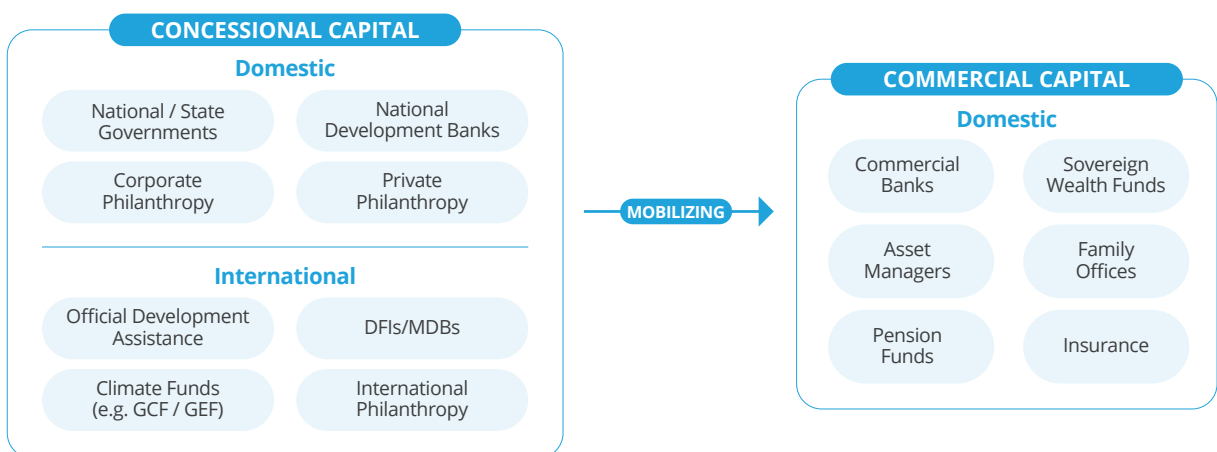 CONCESSIONAL CAPITAL
Domestic
National / State
Governments
National
Development Banks
Corporate
Philanthropy
Private
Philanthropy
International
Official Development
Assistance
DFIs/MDBs
Climate Funds
(e.g. GCF / GEF)
International
Philanthropy
MOBILIZING
COMMERCIAL CAPITAL
Domestic
Commercial
Banks
Sovereign
Wealth Funds
Asset
Managers
Family
Offices
Pension
Funds
Insurance